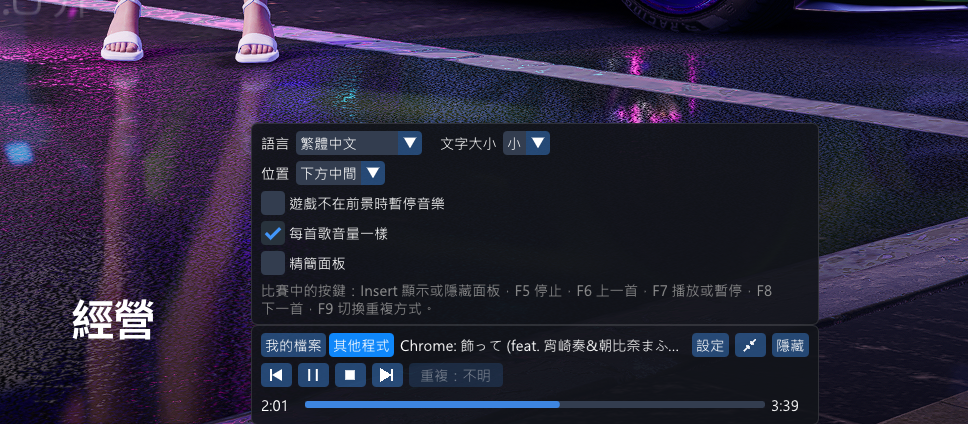 語言 繁體中文 文字大小 小
位置 下方中間
遊戲不在前景時暫停音樂
每首歌音量一樣
精簡面板
比賽中的按鍵：Insert 顯示或隱藏面板，F5 停止，F6 上一首，F7 播放或暫停，F8
下一首，F9 切換重複方式。
經營
我的檔案 其他程式 Chrome: 飾って (feat. 宵崎奏&朝比奈まふ... 設定 隱藏
重複：不明
2:01 3:39